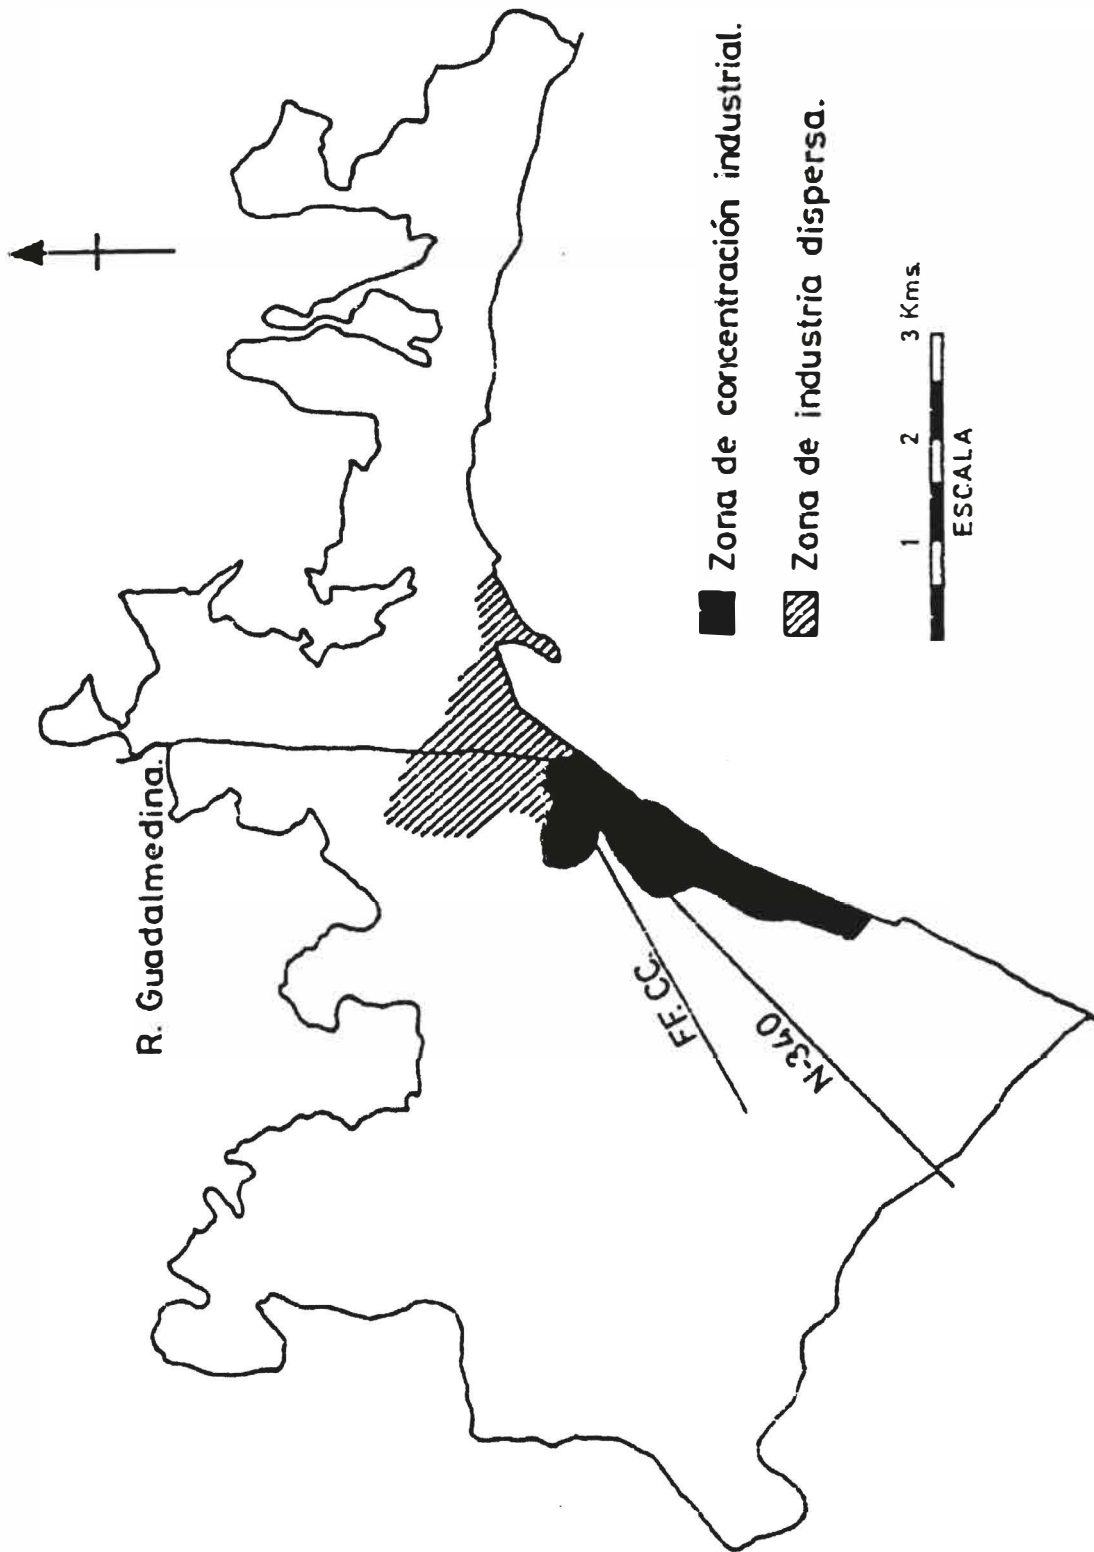 R. Guadalmedina.
FF. CC.
N-340
Zona de concentración industrial.
Zona de industria dispersa.
1 2 3 Kms.
ESCALA